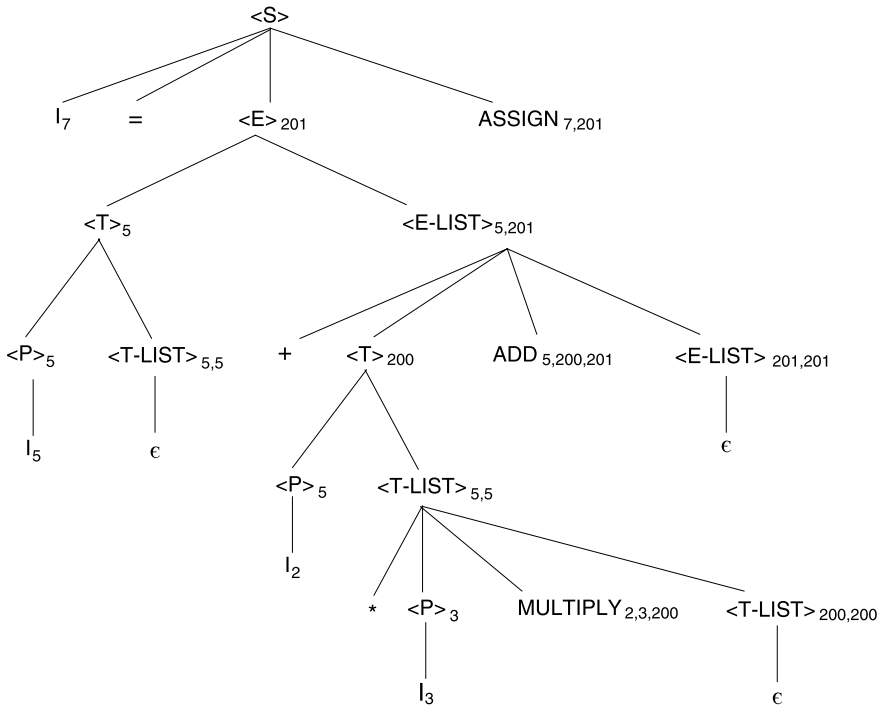 <S>
I7 = <E>201 ASSIGN7,201
<T>5 <E-LIST>5,201
<P>5 <T-LIST>5,5 + <T>200 ADD5,200,201 <E-LIST>201,201
I5 ϵ ϵ
<P>5 <T-LIST>5,5
I2
* <P>3 MULTIPLY2,3,200 <T-LIST>200,200
I3 ϵ